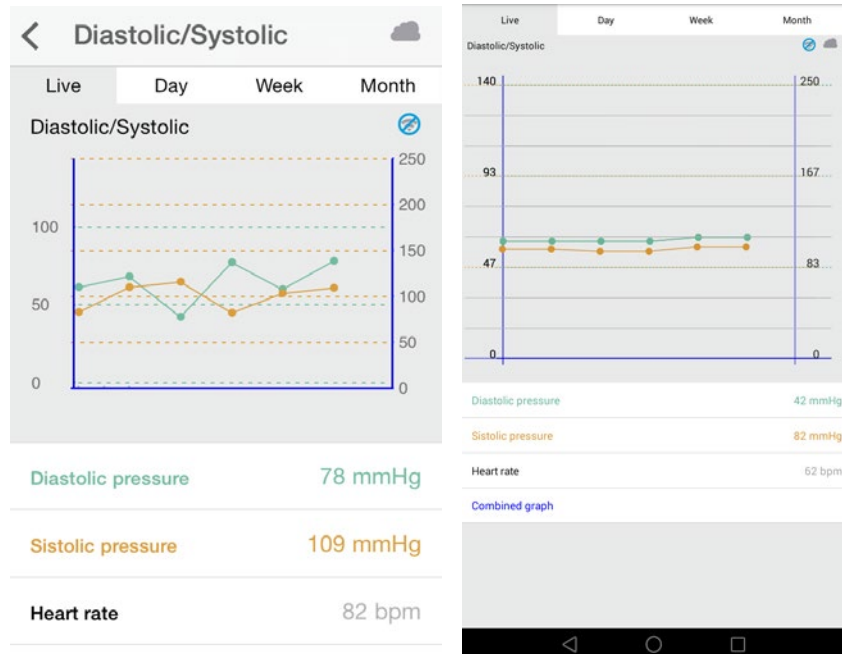 Diastolic/Systolic
Live Day Week Month
Diastolic/Systolic
250
200
100
150
50
100
50
0
0
Diastolic pressure 78 mmHg
Sistolic pressure 109 mmHg
Heart rate 82 bpm
Live Day Week Month
Diastolic/Systolic
140 250
93 167
47 83
0 0
Diastolic pressure 42 mmHg
Sistolic pressure 82 mmHg
Heart rate 62 bpm
Combined graph